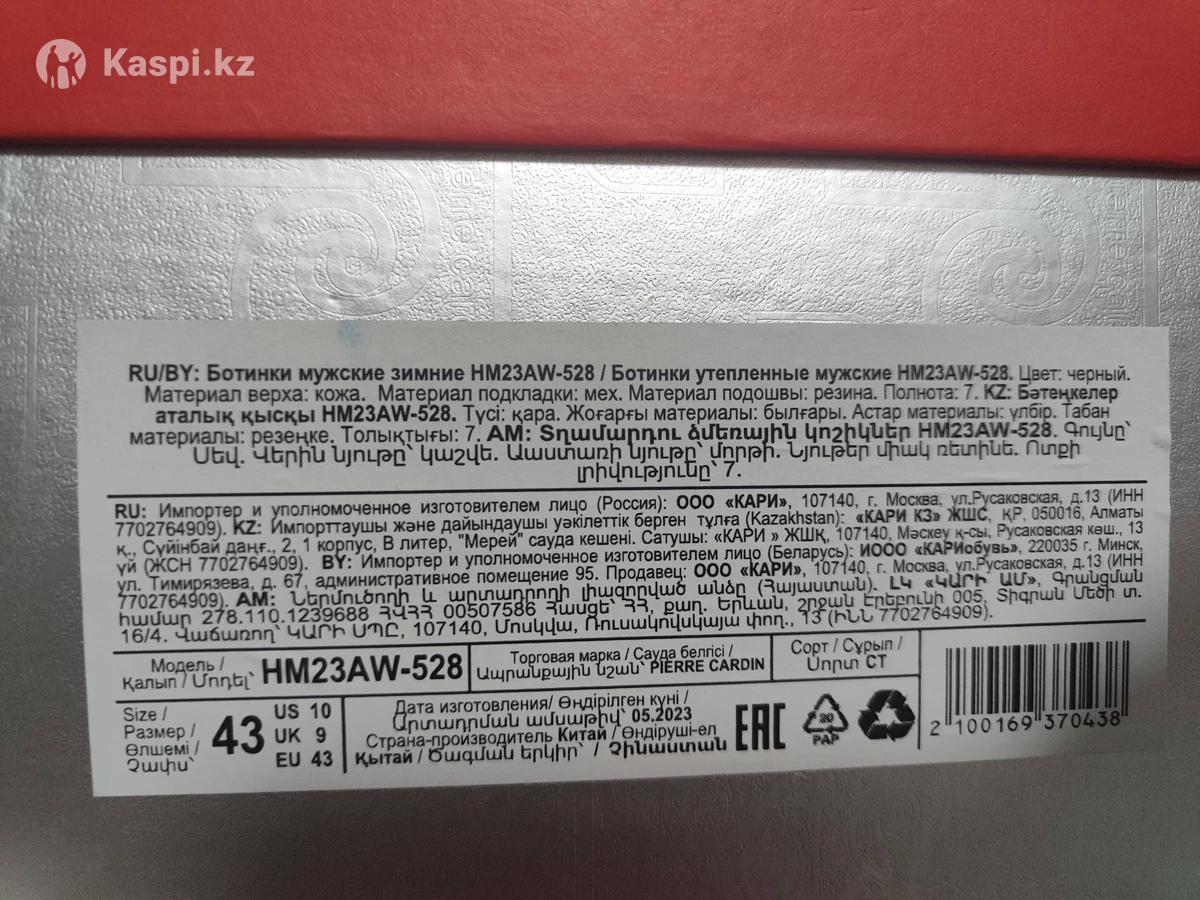 Kaspi.kz
RU/BY: Ботинки мужские зимние HM23AW-528 / Ботинки утепленные мужские HM23AW-528. Цвет: черный.
Материал верха: кожа. Материал подкладки: мех. Материал подошвы: резина. Полнота: 7. KZ: Бәтеңкелер
аталық қысқы HM23AW-528. Түсі: қара. Жоғарғы материалы: былғары. Астар материалы: үлбір. Табан
материалы: резеңке. Толықтығы: 7. AM: Տղամարդու ձմեռային կոշիկներ HM23AW-528. Գույնը՝
Սեվ. Վերին նյութը՝ կաշվե. Աաստառի նյութը՝ մորթի. Նյութեր միակ ռետինե. Ոտքի
լրիվությունը՝ 7.
RU: Импортер и уполномоченное изготовителем лицо (Россия): ООО «КАРИ», 107140, г. Москва, ул.Русаковская, д.13 (ИНН
7702764909). KZ: Импорттаушы және дайындаушы уәкілеттік берген тұлға (Kazakhstan): «КАРИ КЗ» ЖШС, ҚР, 050016, Алматы
қ., Сүйінбай даңғ., 2, 1 корпус, В литер, "Мерей" сауда кешені. Сатушы: «КАРИ » ЖШҚ, 107140, Мәскеу қ-сы, Русаковская көш., 13
үй (ЖСН 7702764909). BY: Импортер и уполномоченное изготовителем лицо (Беларусь): ИООО «КАРИобувь», 220035 г. Минск,
ул. Тимирязева, д. 67, административное помещение 95. Продавец: ООО «КАРИ», 107140, г. Москва, ул.Русаковская, д.13 (ИНН
7702764909). AM: Ներմուծողի և արտադրողի լիազորված անձը (Հայաստան). ԼԿ «ԿԱՐԻ ԱՄ», Գրանցման
համար 278.110.1239688 ՀՎՀՀ 00507586 Հասցե՝ ՀՀ, քաղ. Երևան, շրջան Էրեբունի 005, Տիգրան Մեծի տ.
16/4. Վաճառող՝ ԿԱՐԻ ՍՊԸ, 107140, Մոսկվա, Ռուսակովսկայա փող., 13 (ԻՆՆ 7702764909).
Модель /
Қалып / Մոդել՝ HM23AW-528
Торговая марка / Сауда белгісі /
Ապրանքային նշան՝ PIERRE CARDIN
Сорт / Сұрып /
Սորտ СТ
Size /
Размер /
Өлшемі /
Չափս՝
43
US 10
UK 9
EU 43
Дата изготовления/ Өндірілген күні /
Արտադրման ամսաթիվ՝ 05.2023
Страна-производитель Китай / Өндіруші-ел
Қытай / Ծագման երկիր՝ / Չինաստան
EAC
20
PAP
2 100169 370438